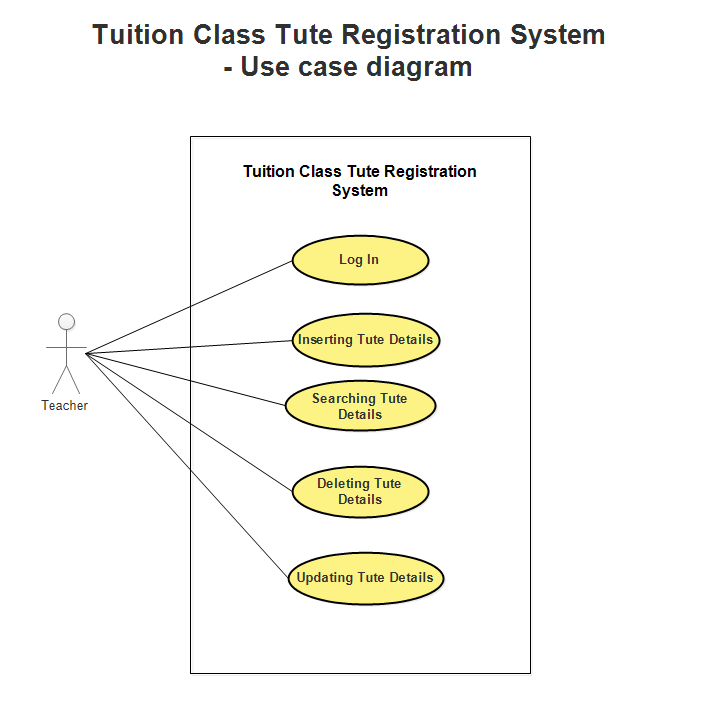 Tuition Class Tute Registration System
- Use case diagram
Tuition Class Tute Registration
System
Log In
Inserting Tute Details
Searching Tute
Details
Teacher
Deleting Tute
Details
Updating Tute Details